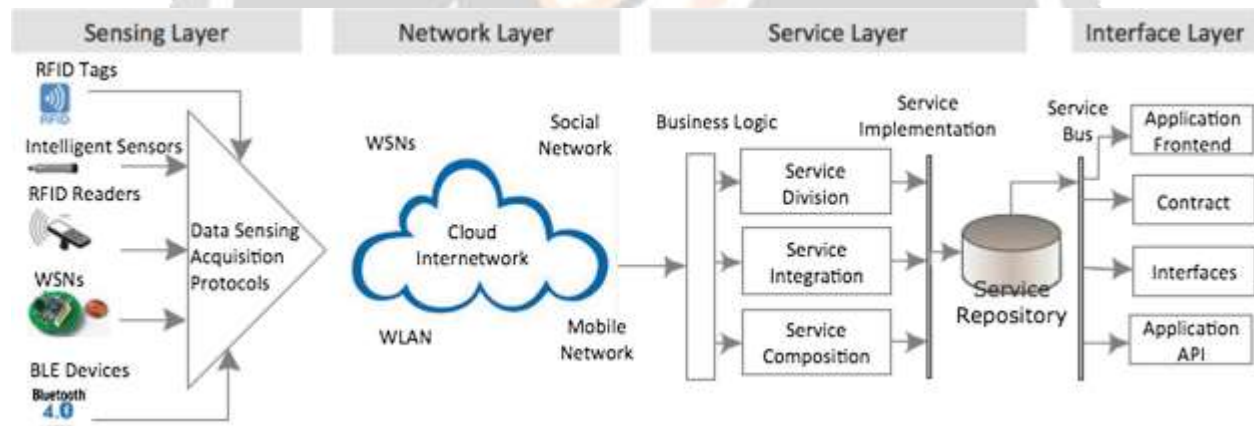 Sensing Layer
Network Layer
Service Layer
Interface Layer
RFID Tags
RFID
Intelligent Sensors
RFID Readers
WSNs
BLE Devices
Bluetooth
4.0
Data Sensing
Acquisition
Protocols
WSNs
Social
Network
Cloud
Internetwork
WLAN
Mobile
Network
Business Logic
Service
Division
Service
Integration
Service
Composition
Service
Implementation
Service
Repository
Service
Bus
Application
Frontend
Contract
Interfaces
Application
API